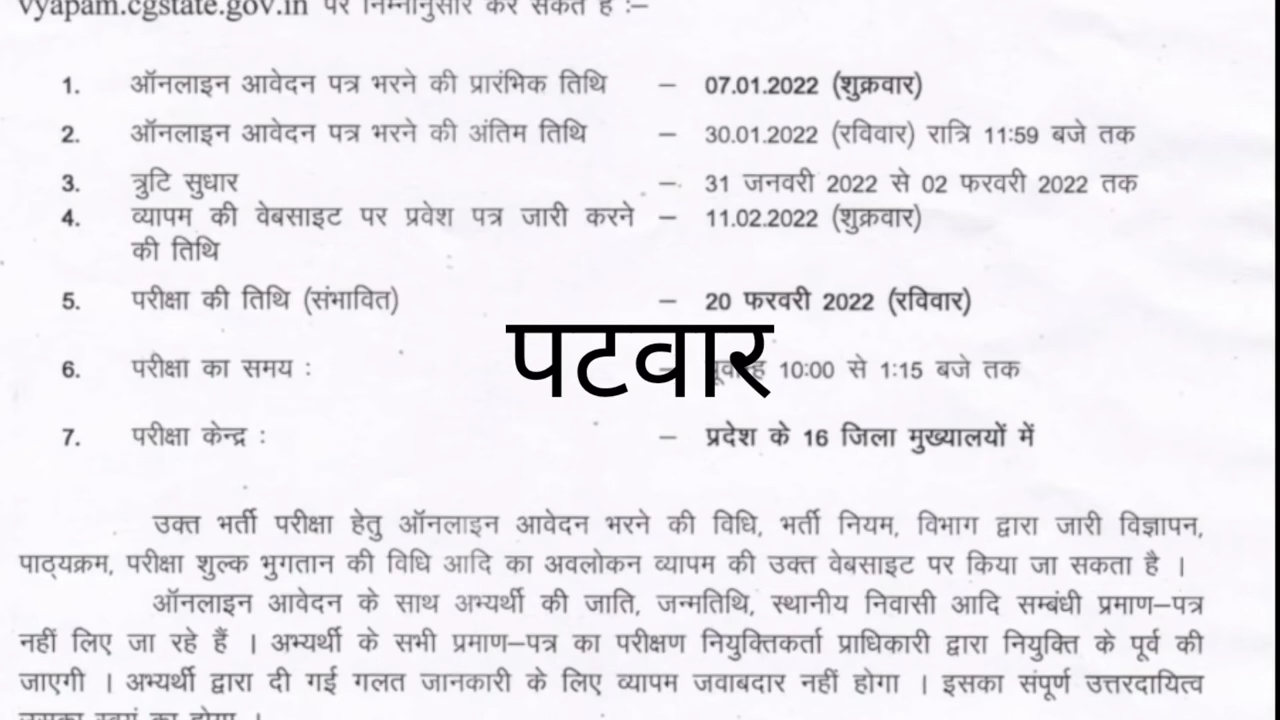 vyapam.cgstate.gov.in पर निम्नानुसार कर सकते हैं :–
1. ऑनलाइन आवेदन पत्र भरने की प्रारंभिक तिथि – 07.01.2022 (शुक्रवार)
2. ऑनलाइन आवेदन पत्र भरने की अंतिम तिथि – 30.01.2022 (रविवार) रात्रि 11:59 बजे तक
3. त्रुटि सुधार – 31 जनवरी 2022 से 02 फरवरी 2022 तक
4. व्यापम की वेबसाइट पर प्रवेश पत्र जारी करने – 11.02.2022 (शुक्रवार)
की तिथि
5. परीक्षा की तिथि (संभावित) – 20 फरवरी 2022 (रविवार)
पटवार
6. परीक्षा का समय : – 10:00 से 1:15 बजे तक
7. परीक्षा केन्द्र : – प्रदेश के 16 जिला मुख्यालयों में
उक्त भर्ती परीक्षा हेतु ऑनलाइन आवेदन भरने की विधि, भर्ती नियम, विभाग द्वारा जारी विज्ञापन,
पाठ्यक्रम, परीक्षा शुल्क भुगतान की विधि आदि का अवलोकन व्यापम की उक्त वेबसाइट पर किया जा सकता है ।
ऑनलाइन आवेदन के साथ अभ्यर्थी की जाति, जन्मतिथि, स्थानीय निवासी आदि सम्बंधी प्रमाण–पत्र
नहीं लिए जा रहे हैं । अभ्यर्थी के सभी प्रमाण–पत्र का परीक्षण नियुक्तिकर्ता प्राधिकारी द्वारा नियुक्ति के पूर्व की
जाएगी । अभ्यर्थी द्वारा दी गई गलत जानकारी के लिए व्यापम जवाबदार नहीं होगा । इसका संपूर्ण उत्तरदायित्व
उसका स्वयं का होगा ।